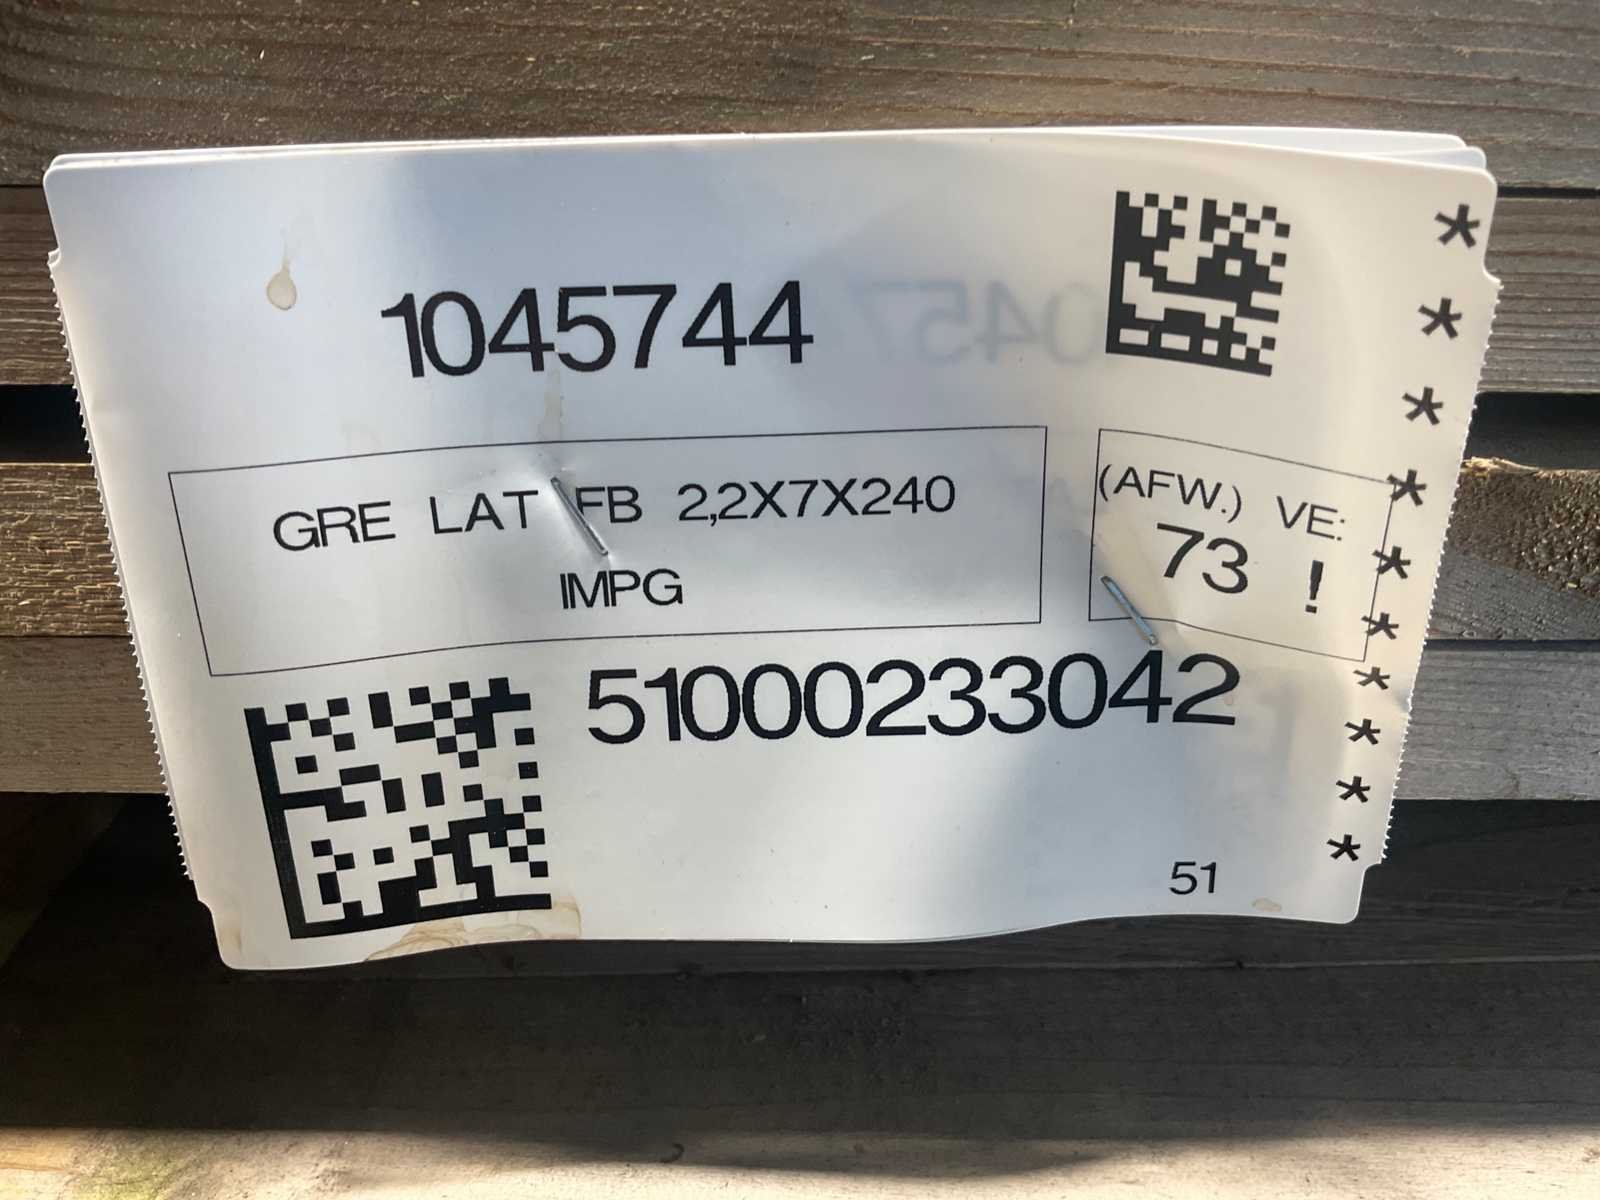 1045744
GRE LAT FB 2,2X7X240
IMPG
(AFW.) VE:
73 !
51000233042
51
* * * * * * * * * *